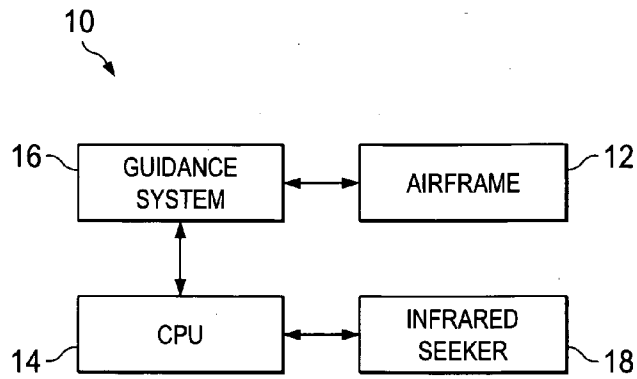 10
16
GUIDANCE
SYSTEM
AIRFRAME
12
14
CPU
INFRARED
SEEKER
18